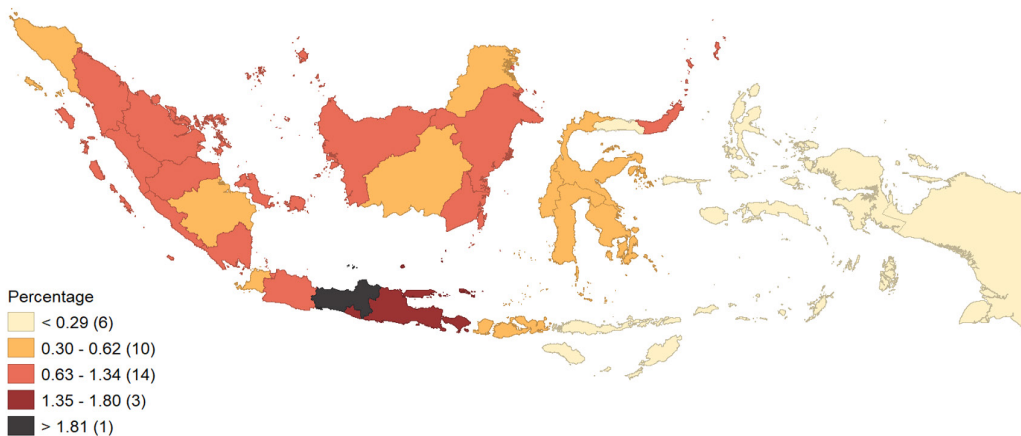 Percentage
< 0.29 (6)
0.30 - 0.62 (10)
0.63 - 1.34 (14)
1.35 - 1.80 (3)
> 1.81 (1)